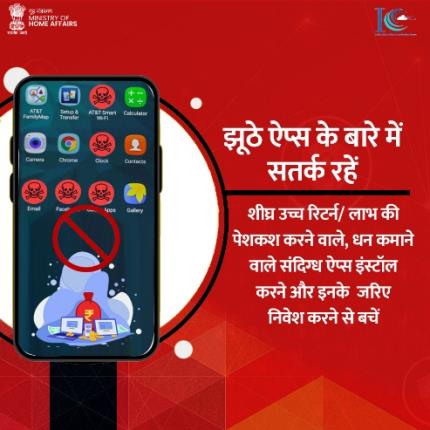 गृह मंत्रालय
MINISTRY OF
HOME AFFAIRS
AT&T
FamilyMap
Setup &
Transfer
AT&T Smart
Wi-Fi
Calculator
Camera
Chrome
Clock
Contacts
Email
Gallery
₹
झूठे ऐप्स के बारे में
सतर्क रहें
शीघ्र उच्च रिटर्न/ लाभ की
पेशकश करने वाले, धन कमाने
वाले संदिग्ध ऐप्स इंस्टॉल
करने और इनके जरिए
निवेश करने से बचें